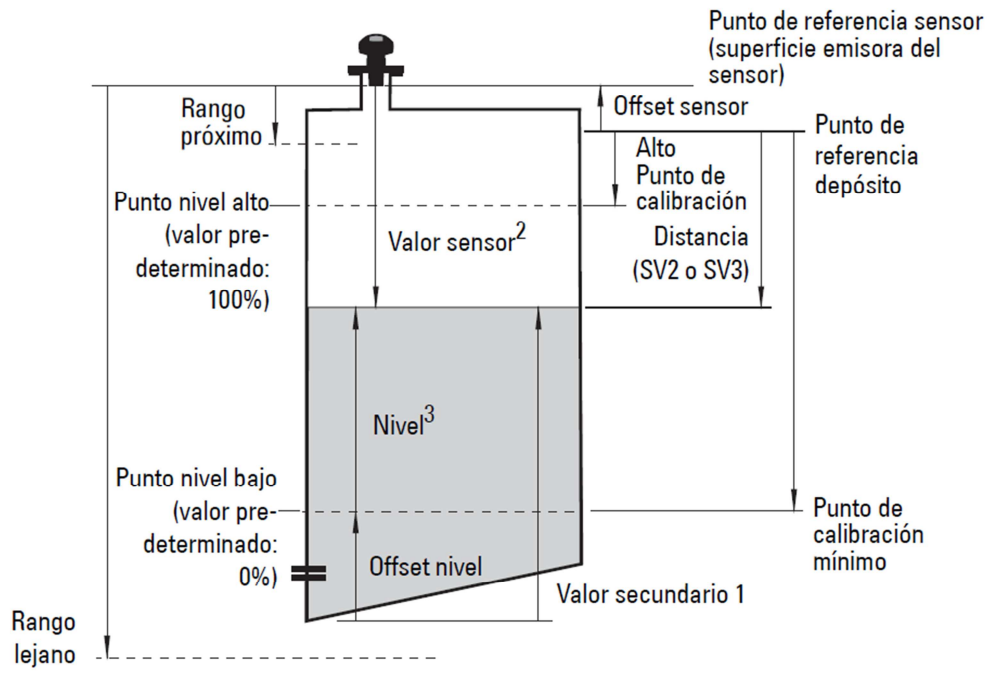 Punto de referencia sensor
(superficie emisora del
sensor)
Rango
próximo
Offset sensor
Punto de
referencia
depósito
Alto
Punto de
calibración
Punto nivel alto
(valor pre-
determinado:
100%)
Valor sensor2
Distancia
(SV2 o SV3)
Nivel3
Punto nivel bajo
(valor pre-
determinado:
0%)
Punto de
calibración
mínimo
Offset nivel
Valor secundario 1
Rango
lejano